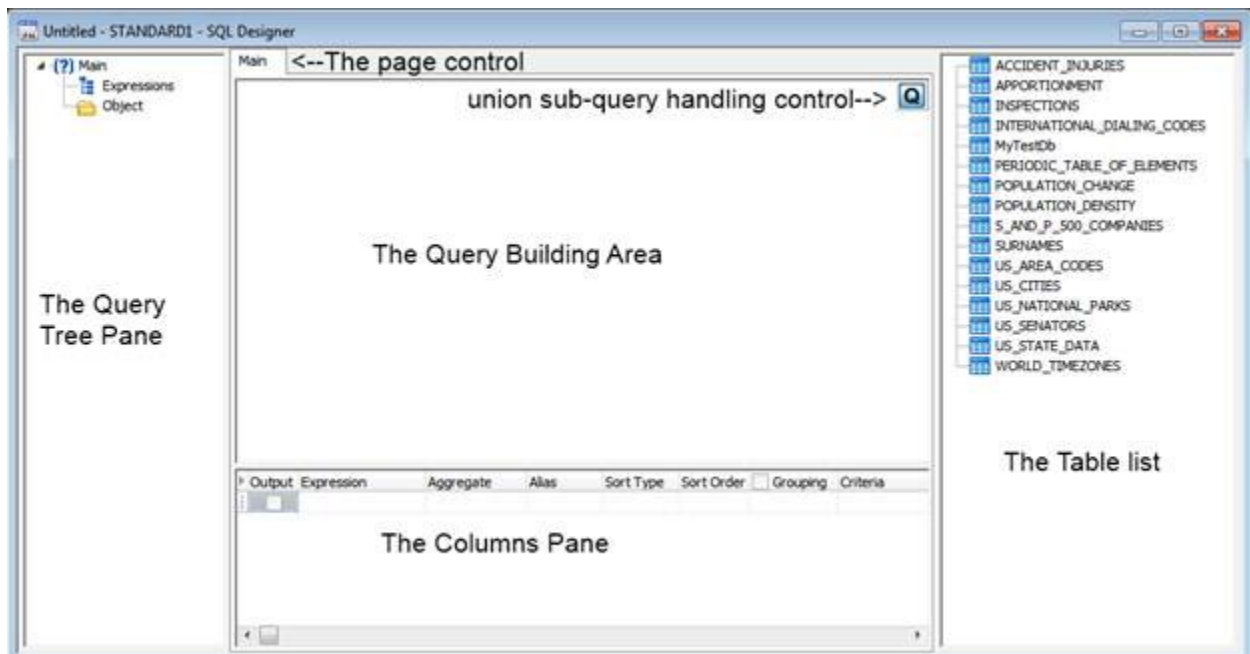 Untitled - STANDARD1 - SQL Designer
Main
Expressions
Object
The Query
Tree Pane
Main
<--The page control
union sub-query handling control--> Q
The Query Building Area
Output Expression Aggregate Alias Sort Type Sort Order Grouping Criteria
The Columns Pane
ACCIDENT_INJURIES
APPORTIONMENT
INSPECTIONS
INTERNATIONAL_DIALING_CODES
MyTestDb
PERIODIC_TABLE_OF_ELEMENTS
POPULATION_CHANGE
POPULATION_DENSITY
S_AND_P_500_COMPANIES
SURNAMES
US_AREA_CODES
US_CITIES
US_NATIONAL_PARKS
US_SENATORS
US_STATE_DATA
WORLD_TIMEZONES
The Table list